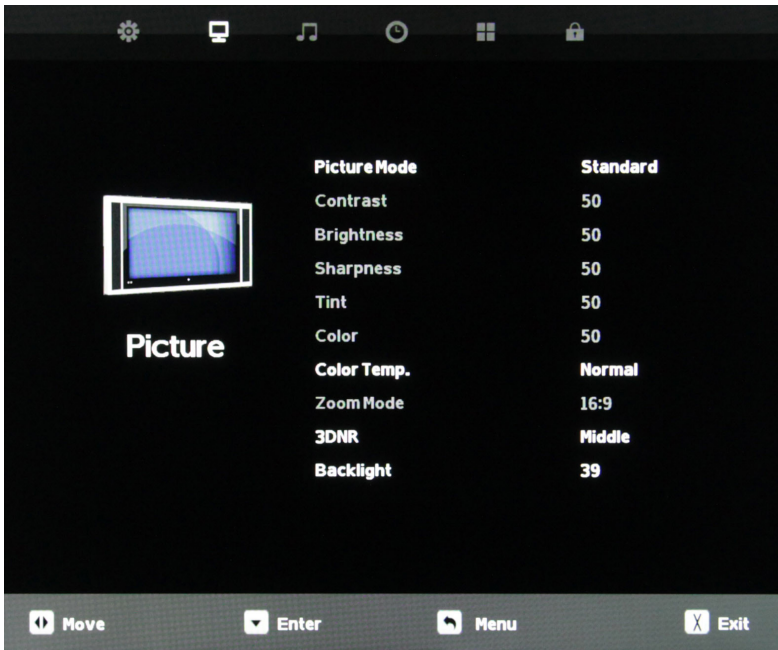 Picture Mode Standard
Contrast 50
Brightness 50
Sharpness 50
Tint 50
Color 50
Picture
Color Temp. Normal
Zoom Mode 16:9
3DNR Middle
Backlight 39
Move Enter Menu Exit